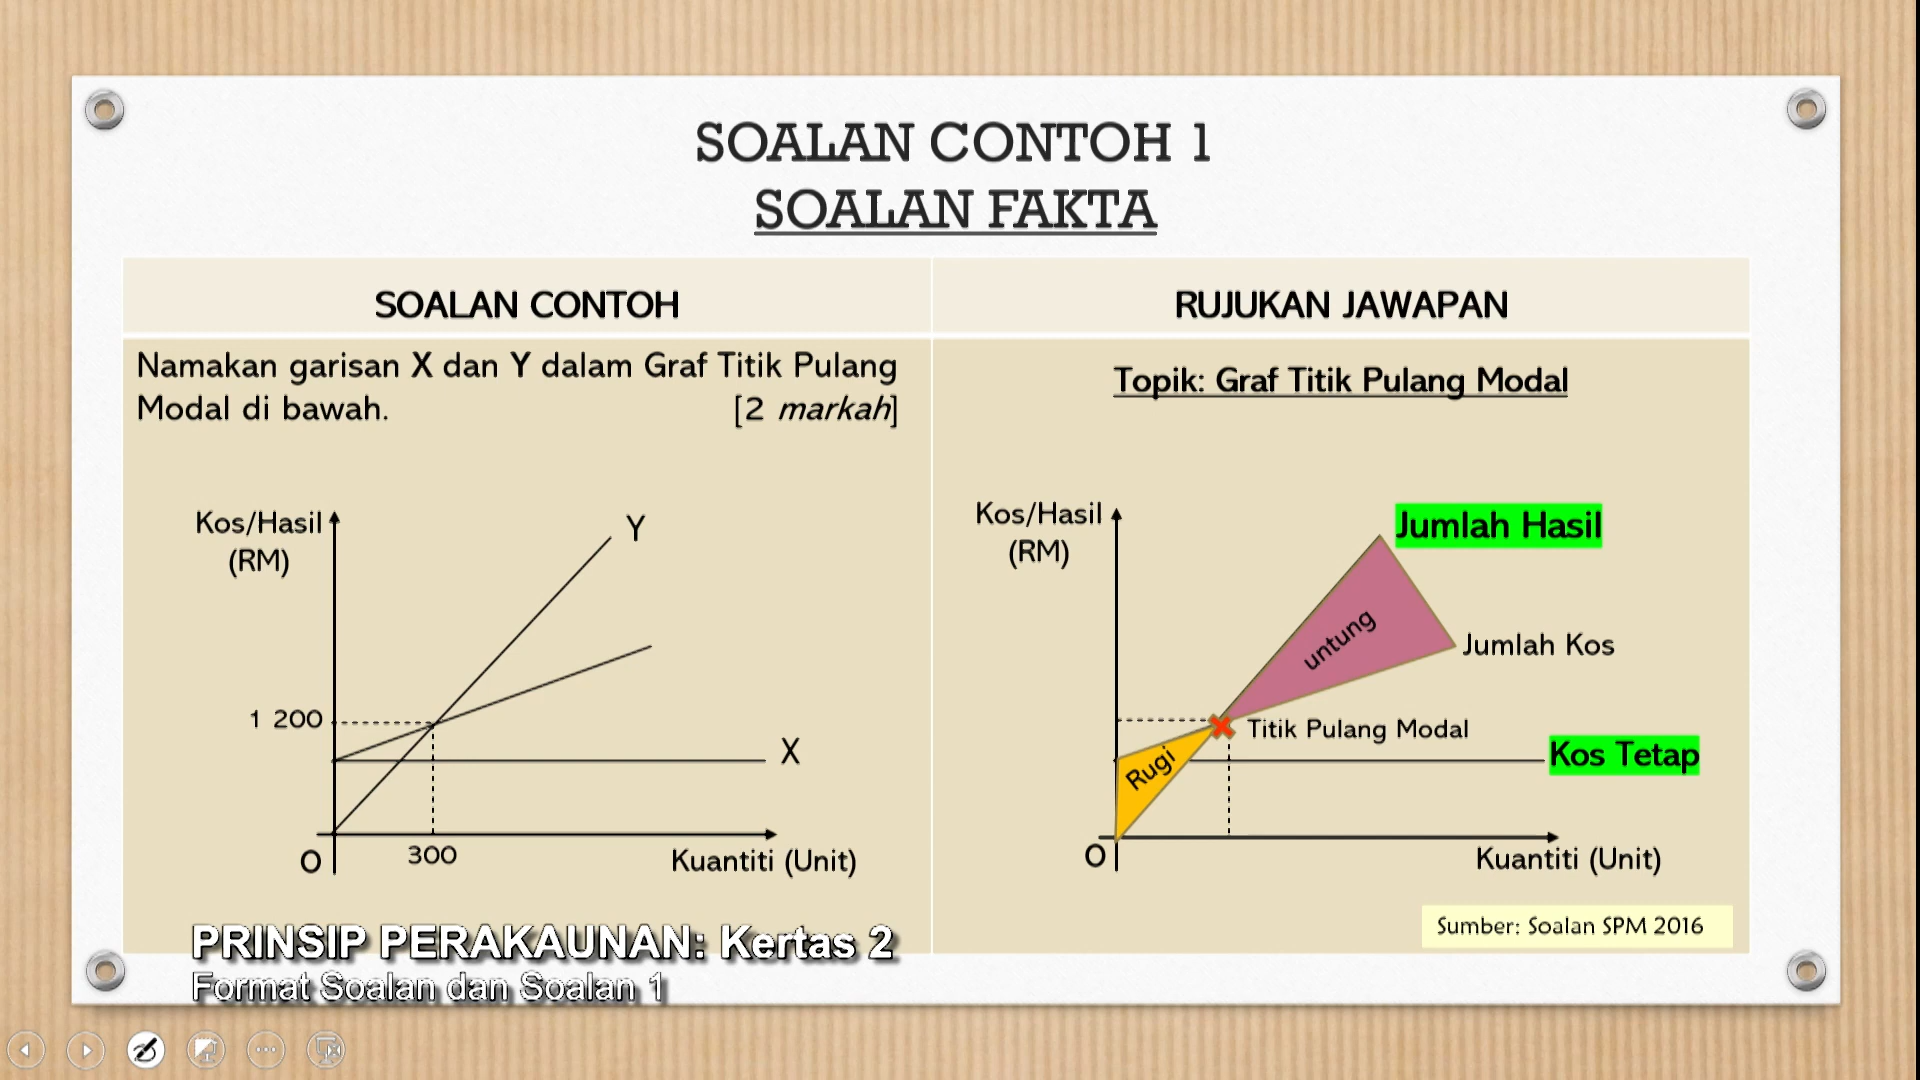 SOALAN CONTOH 1
SOALAN FAKTA
SOALAN CONTOH
Namakan garisan X dan Y dalam Graf Titik Pulang
Modal di bawah. [2 markah]
Kos/Hasil
(RM)
Y
1 200
X
O
300
Kuantiti (Unit)
RUJUKAN JAWAPAN
Topik: Graf Titik Pulang Modal
Kos/Hasil
(RM)
Jumlah Hasil
untung
Jumlah Kos
Titik Pulang Modal
Rugi
Kos Tetap
O
Kuantiti (Unit)
Sumber: Soalan SPM 2016
PRINSIP PERAKAUNAN: Kertas 2
Format Soalan dan Soalan 1